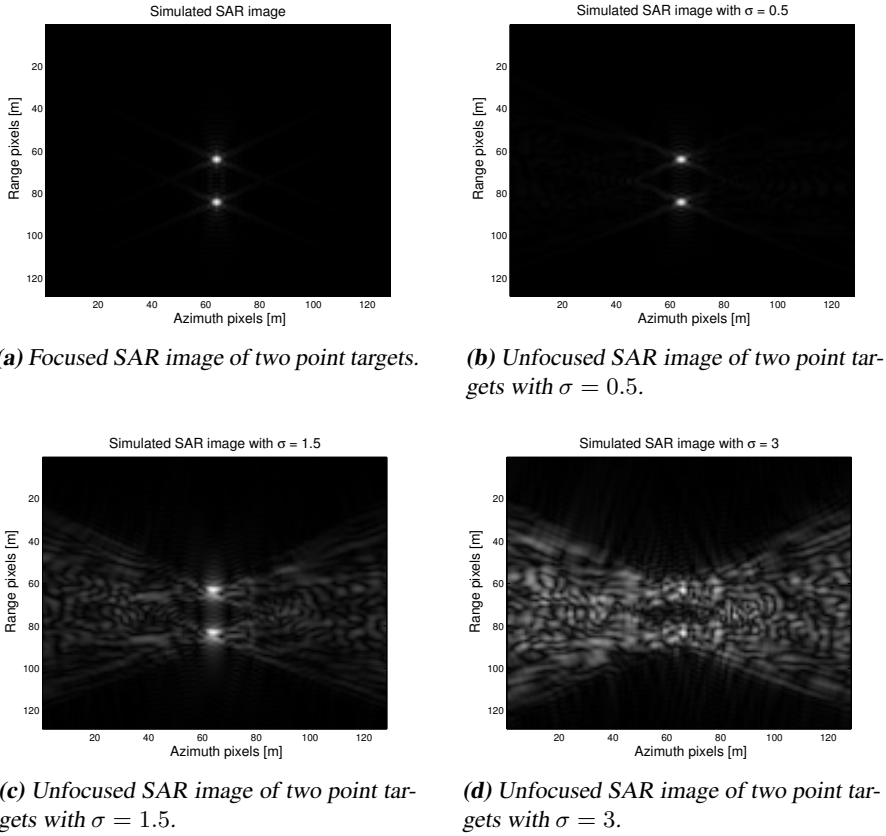 Simulated SAR image
20
40
60
80
100
120
Range pixels [m]
20 40 60 80 100 120
Azimuth pixels [m]
(a) Focused SAR image of two point targets.
Simulated SAR image with σ = 0.5
20
40
60
80
100
120
Range pixels [m]
20 40 60 80 100 120
Azimuth pixels [m]
(b) Unfocused SAR image of two point tar-
gets with σ = 0.5.
Simulated SAR image with σ = 1.5
20
40
60
80
100
120
Range pixels [m]
20 40 60 80 100 120
Azimuth pixels [m]
(c) Unfocused SAR image of two point tar-
gets with σ = 1.5.
Simulated SAR image with σ = 3
20
40
60
80
100
120
Range pixels [m]
20 40 60 80 100 120
Azimuth pixels [m]
(d) Unfocused SAR image of two point tar-
gets with σ = 3.